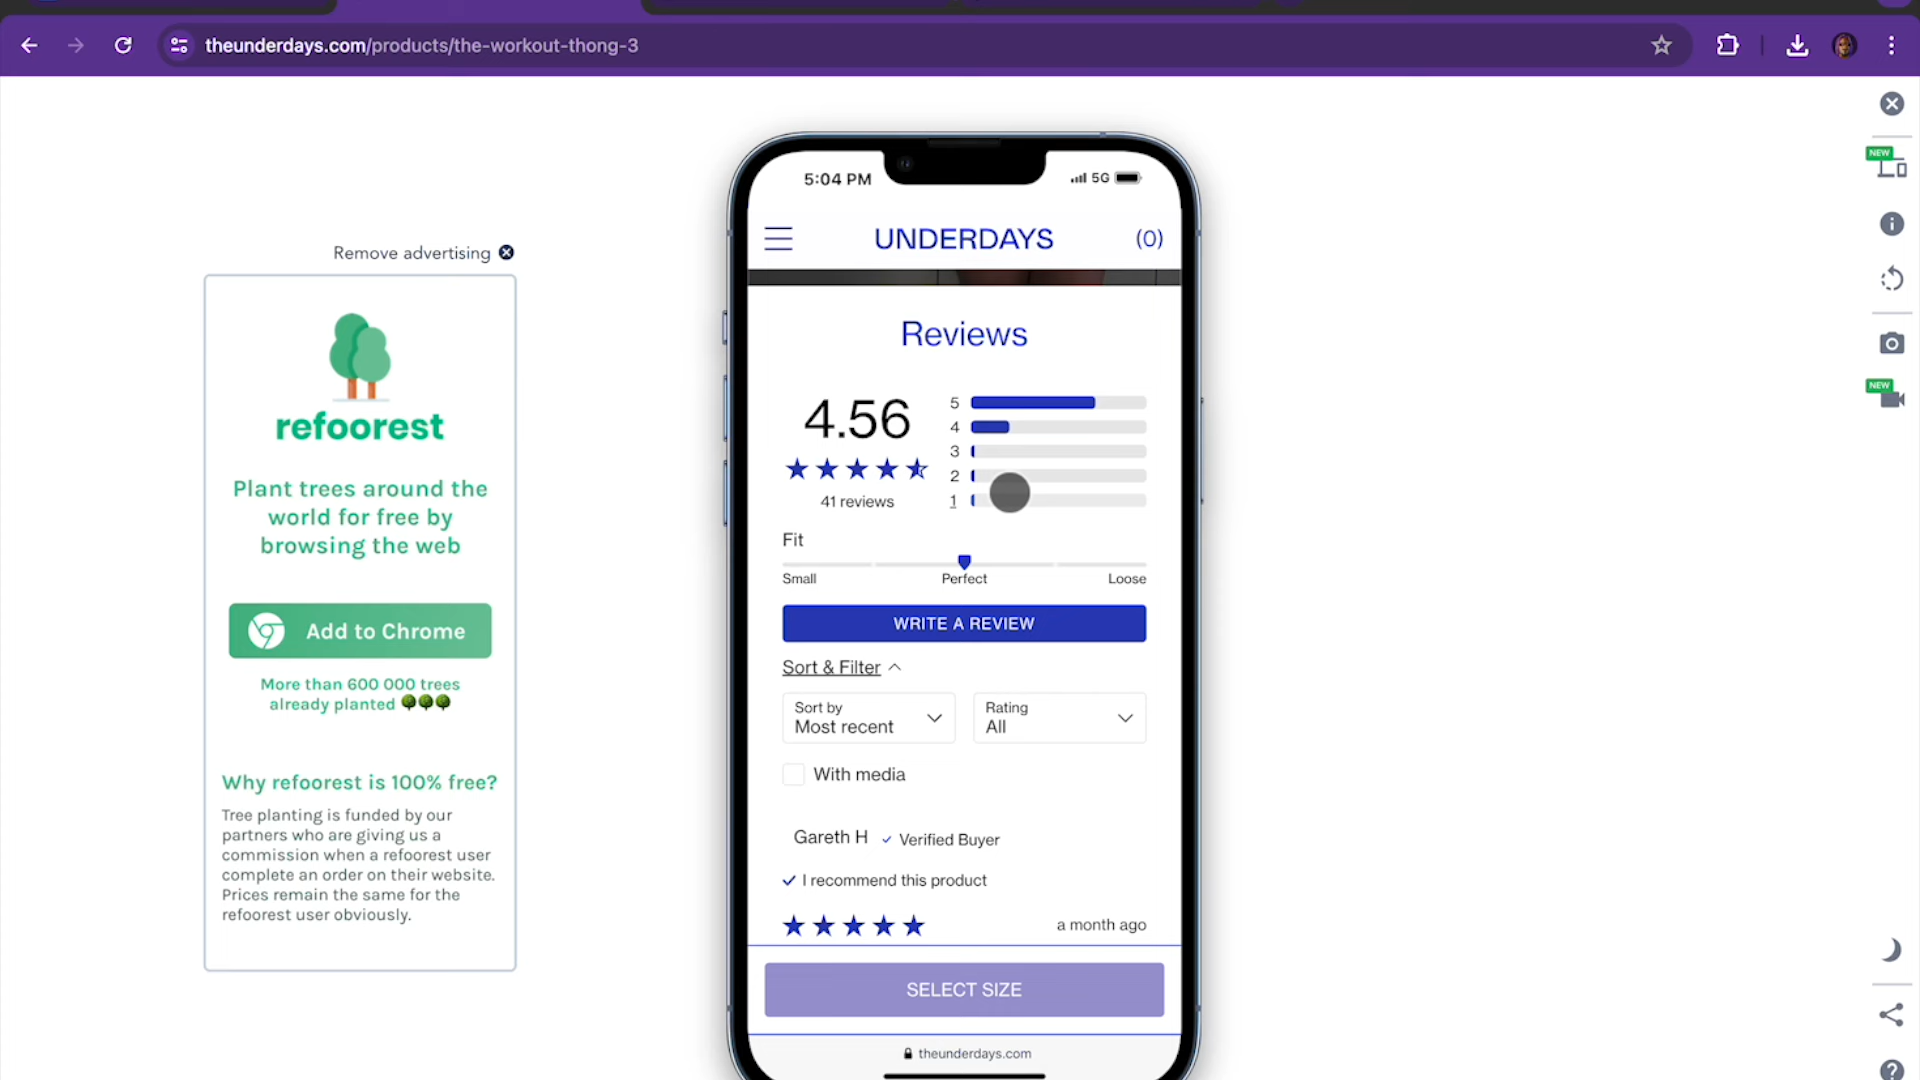 theunderdays.com/products/the-workout-thong-3
NEW
NEW
Remove advertising
refoorest
Plant trees around the
world for free by
browsing the web
Add to Chrome
More than 600 000 trees
already planted
Why refoorest is 100% free?
Tree planting is funded by our
partners who are giving us a
commission when a refoorest user
complete an order on their website.
Prices remain the same for the
refoorest user obviously.
5:04 PM
5G
UNDERDAYS
(0)
Reviews
4.56
41 reviews
5
4
3
2
1
Fit
Small
Perfect
Loose
WRITE A REVIEW
Sort & Filter
Sort by
Most recent
Rating
All
With media
Gareth H
Verified Buyer
I recommend this product
a month ago
SELECT SIZE
theunderdays.com